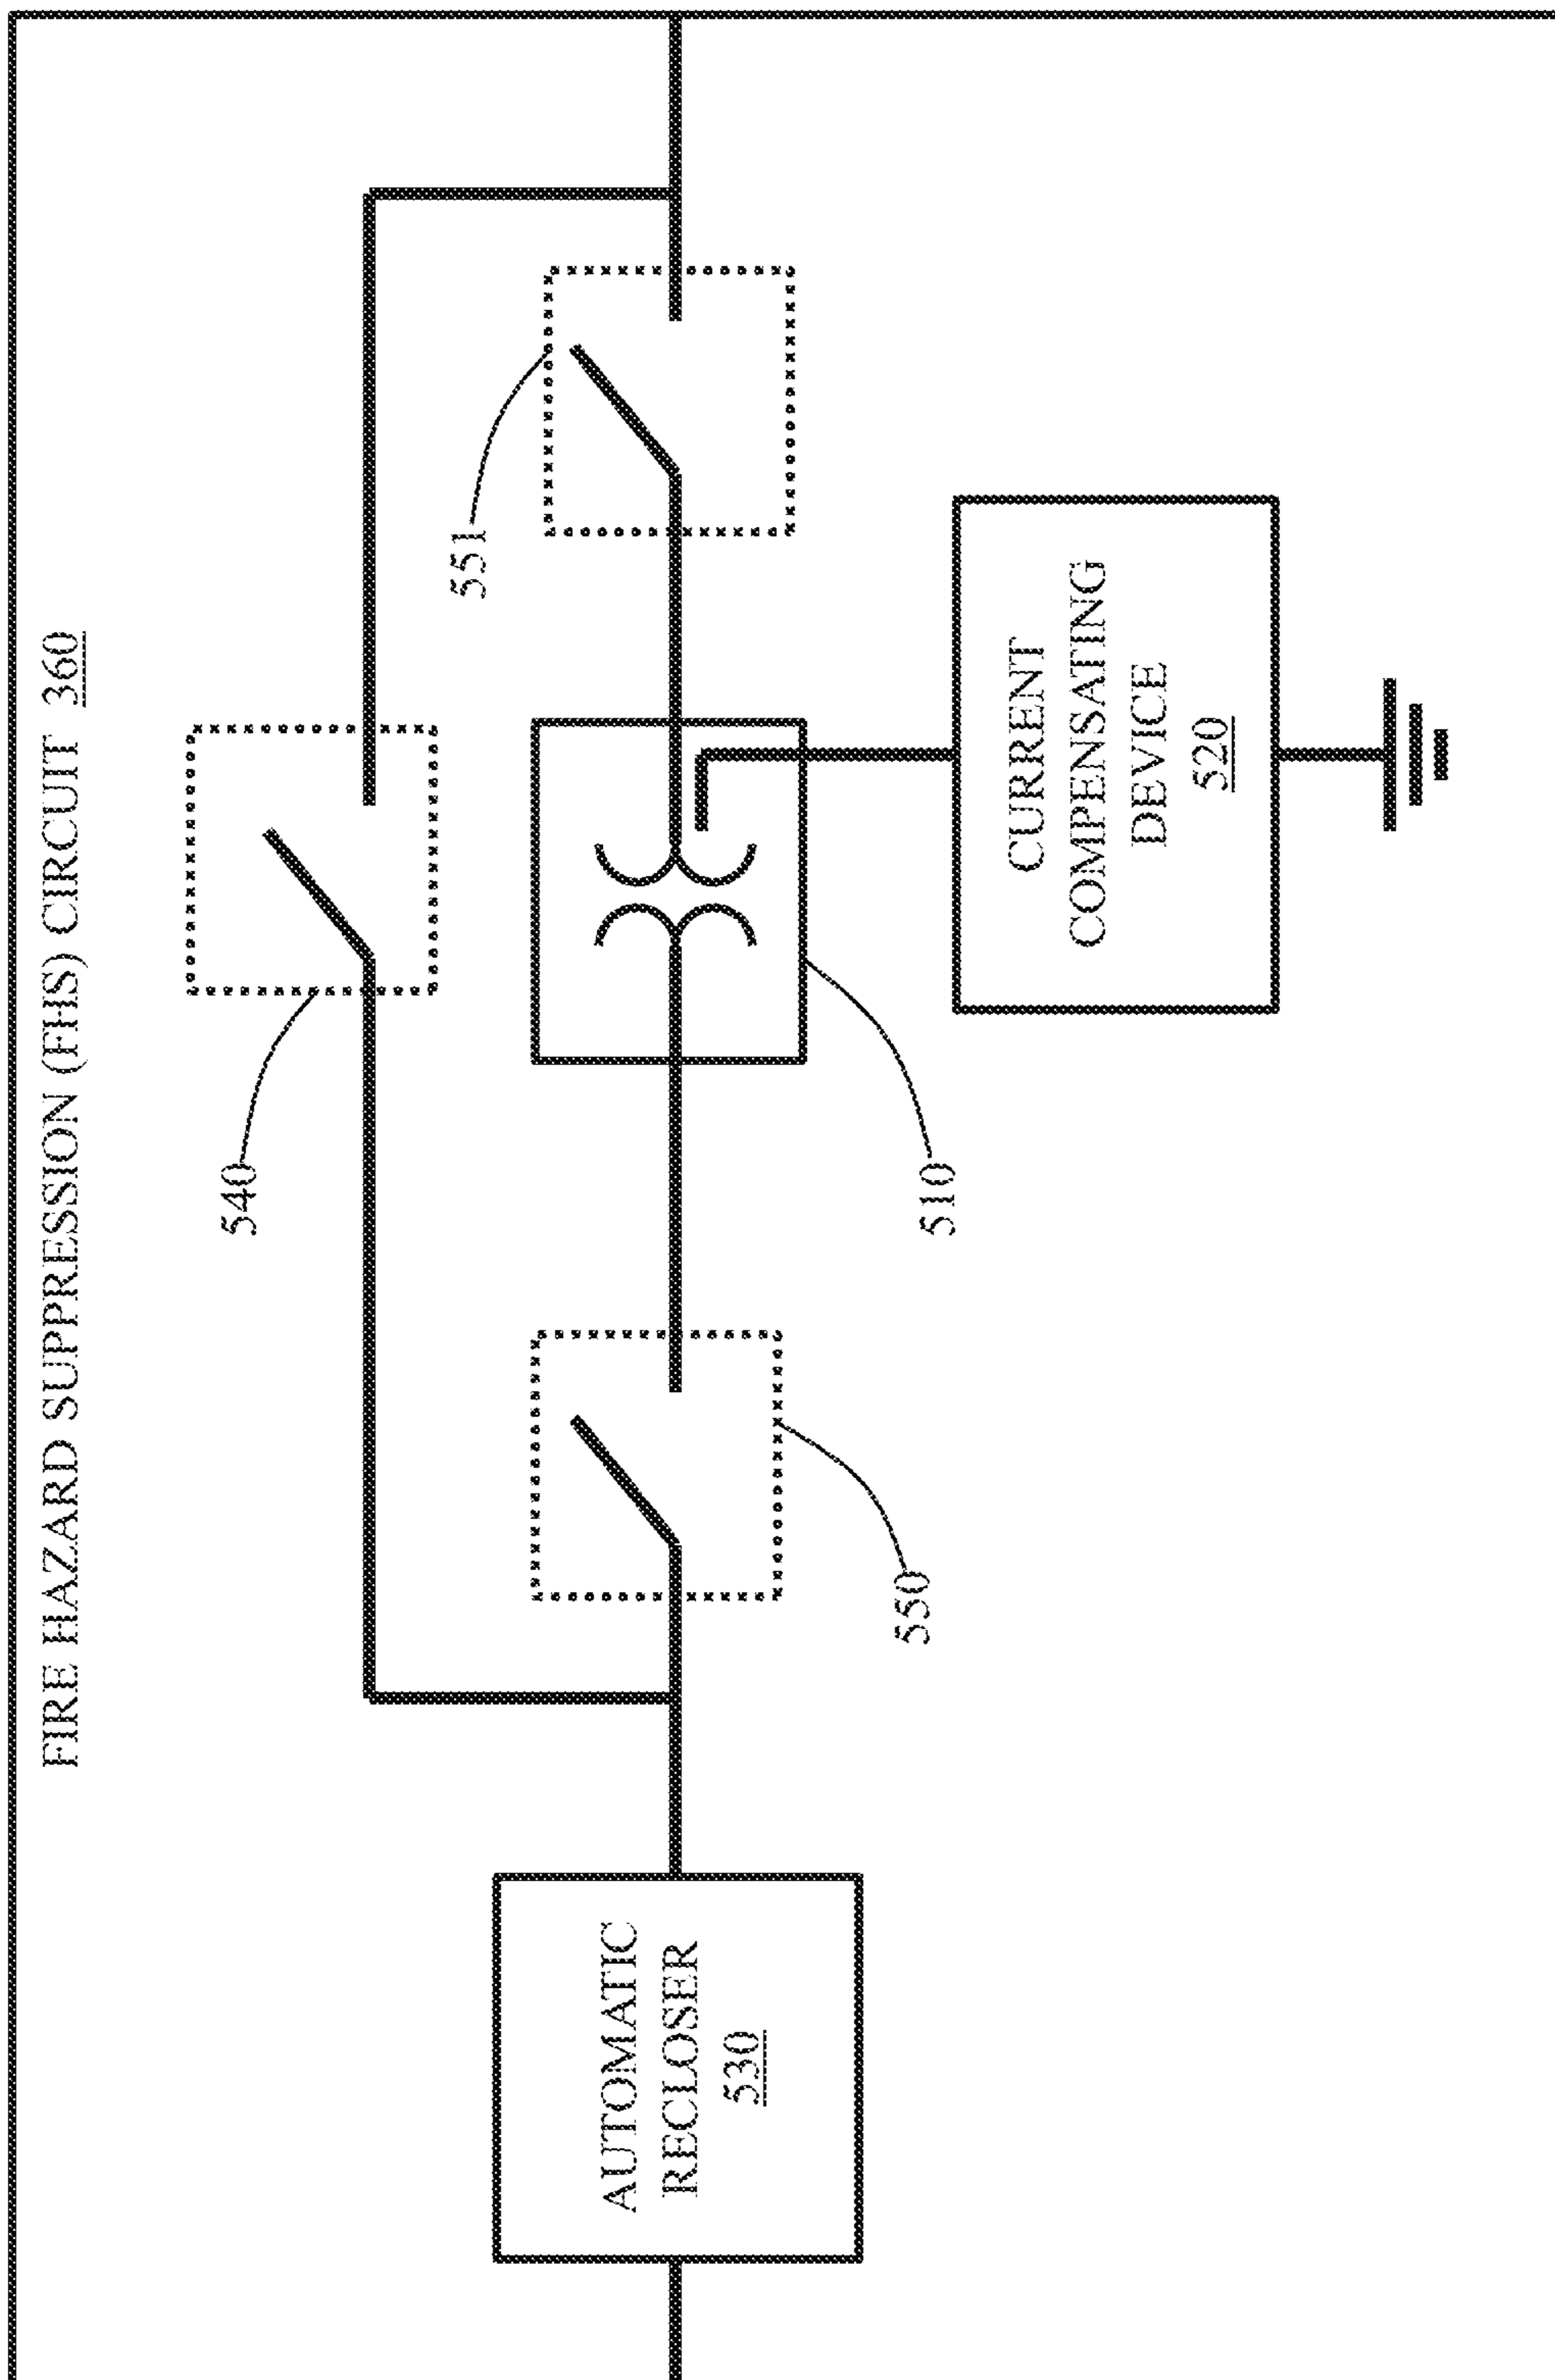 FIRE HAZARD SUPPRESSION (FHS) CIRCUIT 360
540
551
550
510
AUTOMATIC
RECLOSER
530
CURRENT
COMPENSATING
DEVICE
520